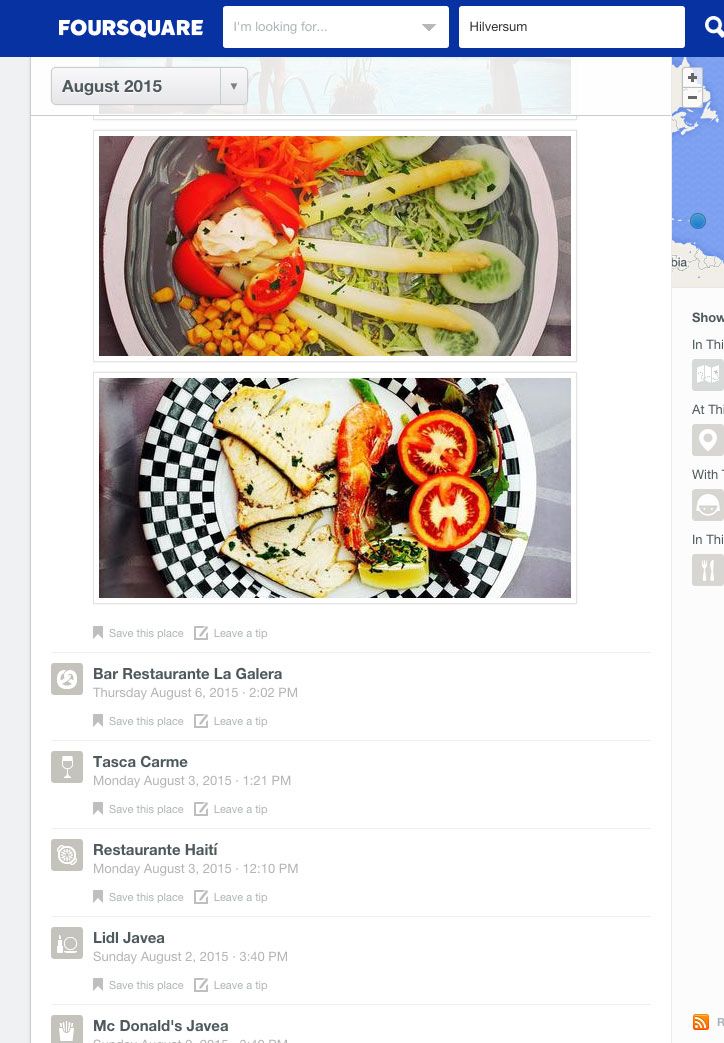 FOURSQUARE
I'm looking for...
Hilversum
August 2015
bia
Show
In Thi
At Thi
With T
In Thi
Save this place Leave a tip
Bar Restaurante La Galera
Thursday August 6, 2015 · 2:02 PM
Save this place Leave a tip
Tasca Carme
Monday August 3, 2015 · 1:21 PM
Save this place Leave a tip
Restaurante Haití
Monday August 3, 2015 · 12:10 PM
Save this place Leave a tip
Lidl Javea
Sunday August 2, 2015 · 3:40 PM
Save this place Leave a tip
R
Mc Donald's Javea